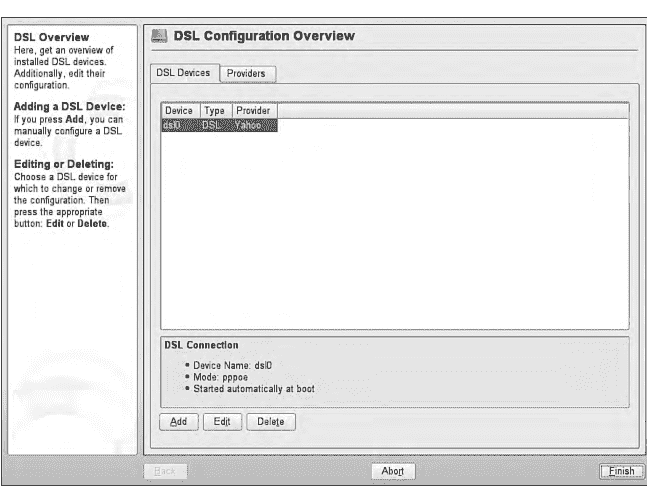 DSL Overview
Here, get an overview of
installed DSL devices.
Additionally, edit their
configuration.
Adding a DSL Device:
If you press Add, you can
manually configure a DSL
device.
Editing or Deleting:
Choose a DSL device for
which to change or remove
the configuration. Then
press the appropriate
button: Edit or Delete.
DSL Configuration Overview
DSL Devices Providers
Device Type Provider
dsl0 DSL Yahoo
DSL Connection
• Device Name: dsl0
• Mode: pppoe
• Started automatically at boot
Add Edit Delete
Back Abort Finish